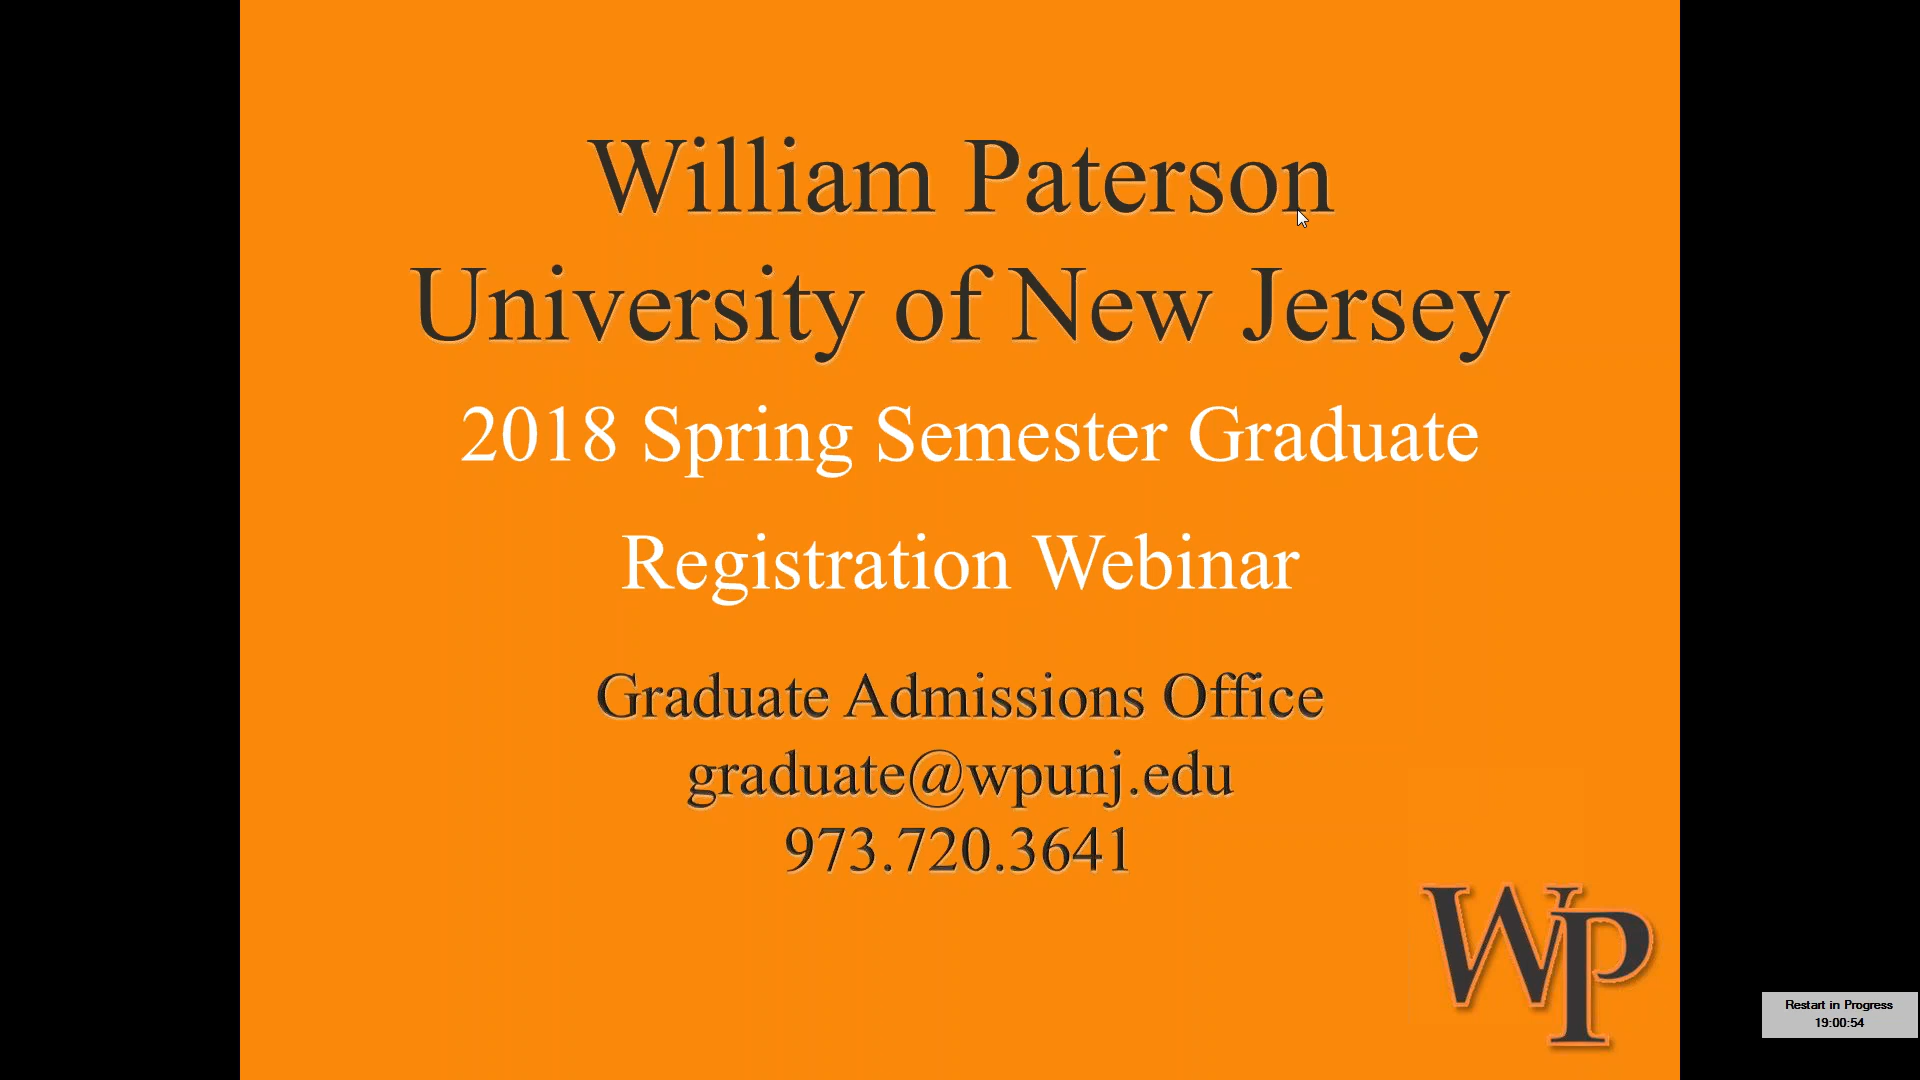 William Paterson
University of New Jersey
2018 Spring Semester Graduate
Registration Webinar
Graduate Admissions Office
graduate@wpunj.edu
973.720.3641
WP
Restart in Progress
19:00:54